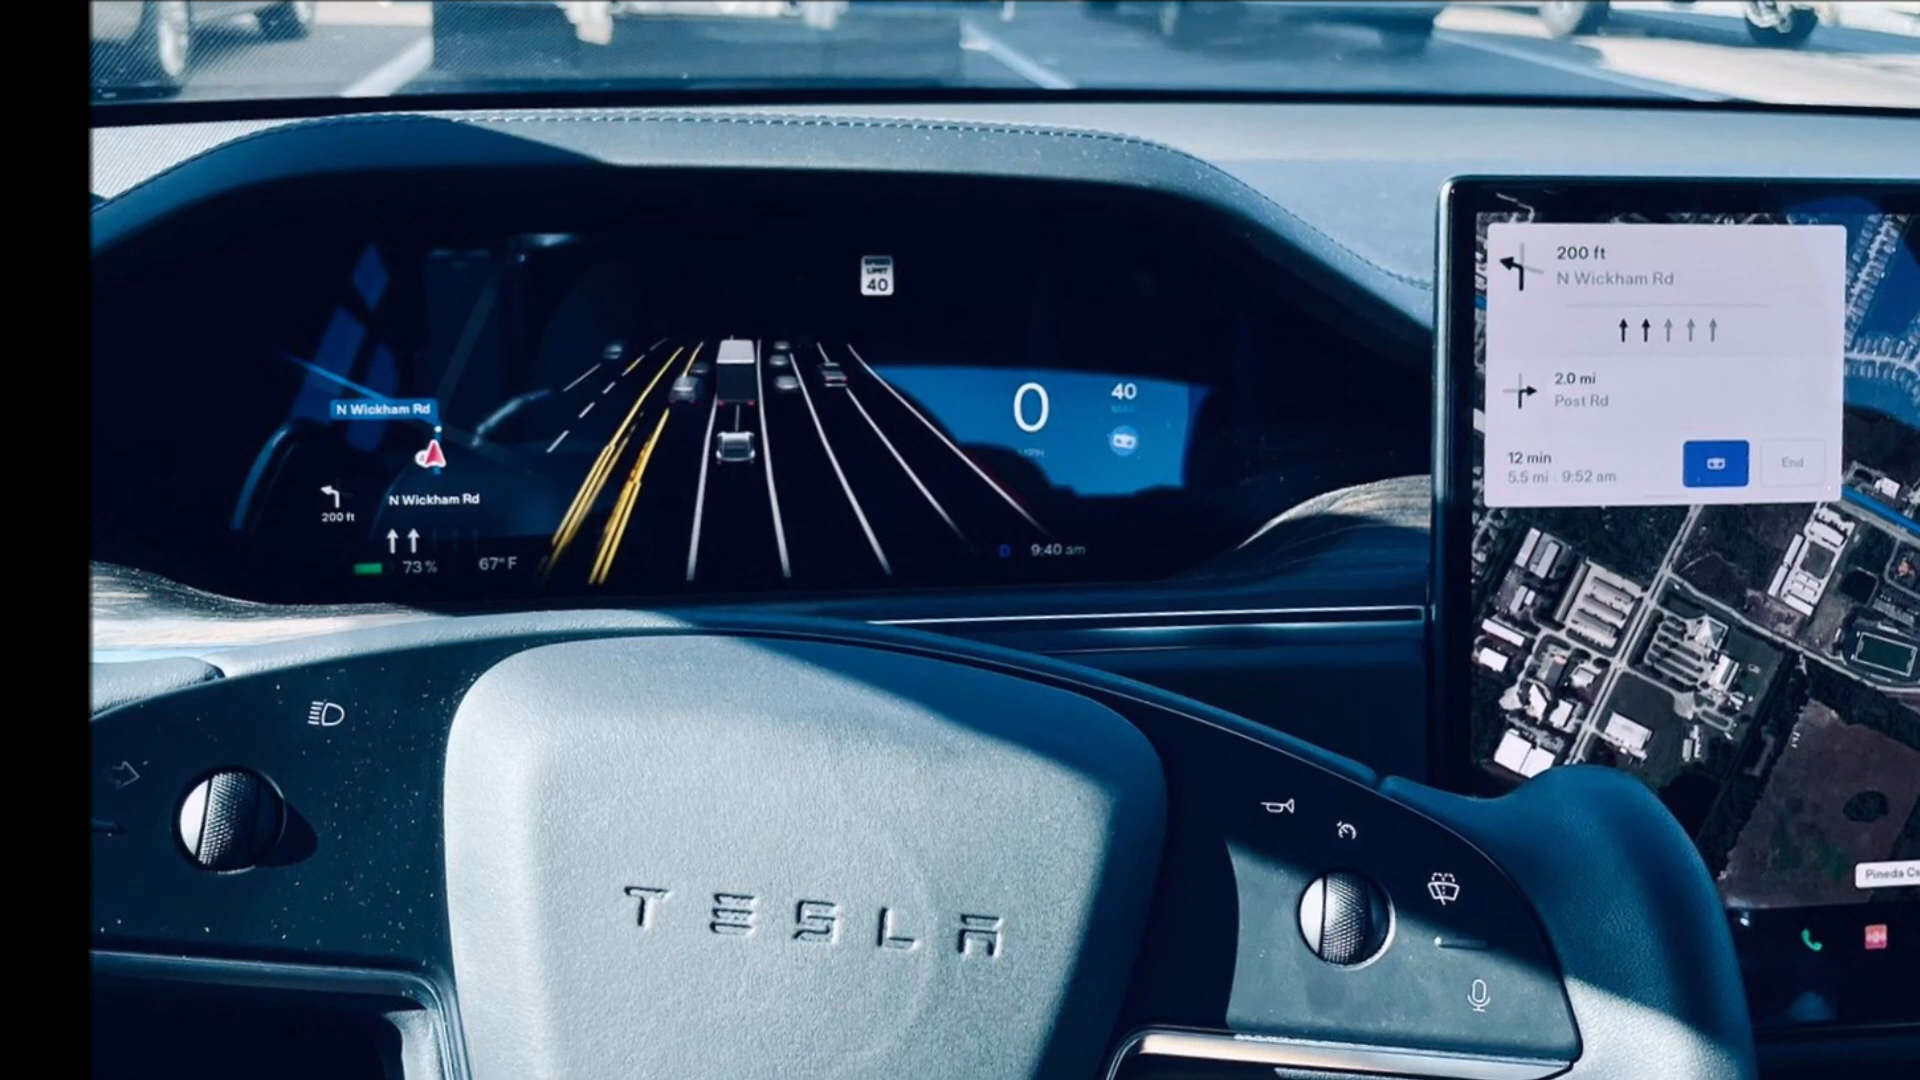 SPEED
LIMIT
40
N Wickham Rd
0
MPH
40
MAX
N Wickham Rd
200 ft
73 %
67°F
D
9:40 am
200 ft
N Wickham Rd
2.0 mi
Post Rd
12 min
5.5 mi · 9:52 am
End
TESLA